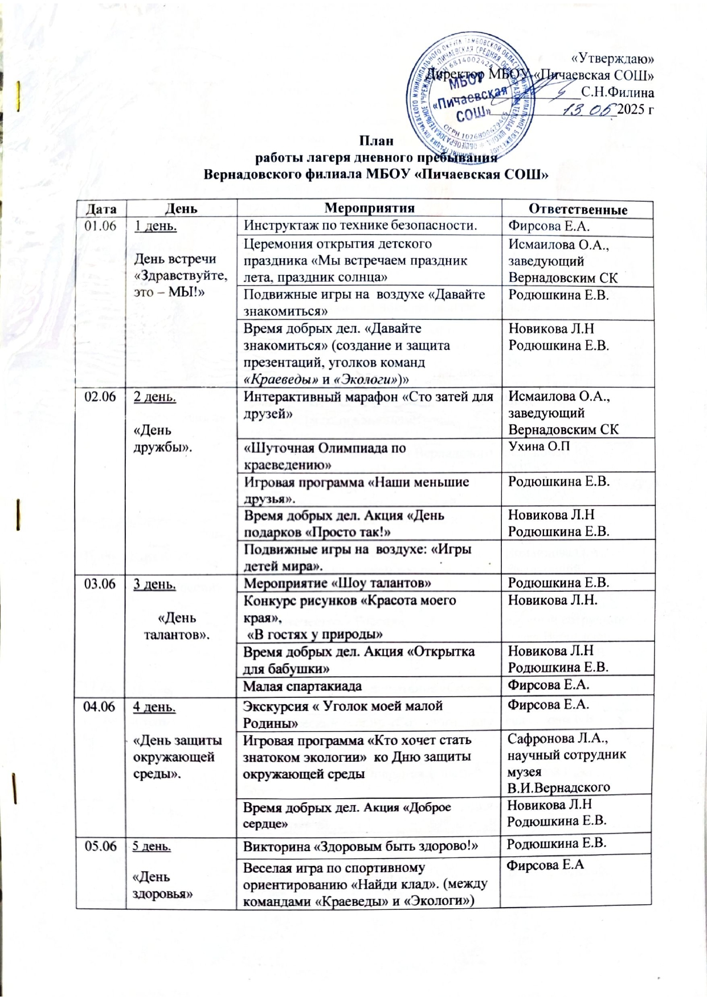 «Утверждаю»
Директор МБОУ «Пичаевская СОШ»
С.Н.Филина
13.05 2025 г
МБОУ
«Пичаевская
СОШ»
План
работы лагеря дневного пребывания
Вернадовского филиала МБОУ «Пичаевская СОШ»
Дата День Мероприятия Ответственные
01.06 1 день. Инструктаж по технике безопасности. Фирсова Е.А.
День встречи
«Здравствуйте,
это – МЫ!»
Церемония открытия детского
праздника «Мы встречаем праздник
лета, праздник солнца»
Исмаилова О.А.,
заведующий
Вернадовским СК
Подвижные игры на воздухе «Давайте
знакомиться»
Родюшкина Е.В.
Время добрых дел. «Давайте
знакомиться» (создание и защита
презентаций, уголков команд
«Краеведы» и «Экологи»)»
Новикова Л.Н
Родюшкина Е.В.
02.06 2 день.
«День
дружбы».
Интерактивный марафон «Сто затей для
друзей»
Исмаилова О.А.,
заведующий
Вернадовским СК
«Шуточная Олимпиада по
краеведению»
Ухина О.П
Игровая программа «Наши меньшие
друзья».
Родюшкина Е.В.
Время добрых дел. Акция «День
подарков «Просто так!»
Новикова Л.Н
Родюшкина Е.В.
Подвижные игры на воздухе: «Игры
детей мира».
03.06 3 день.
«День
талантов».
Мероприятие «Шоу талантов» Родюшкина Е.В.
Конкурс рисунков «Красота моего
края»,
«В гостях у природы»
Новикова Л.Н.
Время добрых дел. Акция «Открытка
для бабушки»
Новикова Л.Н
Родюшкина Е.В.
Малая спартакиада Фирсова Е.А.
04.06 4 день.
«День защиты
окружающей
среды».
Экскурсия « Уголок моей малой
Родины»
Фирсова Е.А.
Игровая программа «Кто хочет стать
знатоком экологии» ко Дню защиты
окружающей среды
Сафронова Л.А.,
научный сотрудник
музея
В.И.Вернадского
Время добрых дел. Акция «Доброе
сердце»
Новикова Л.Н
Родюшкина Е.В.
05.06 5 день.
«День
здоровья»
Викторина «Здоровым быть здорово!» Родюшкина Е.В.
Веселая игра по спортивному
ориентированию «Найди клад». (между
командами «Краеведы» и «Экологи»)
Фирсова Е.А